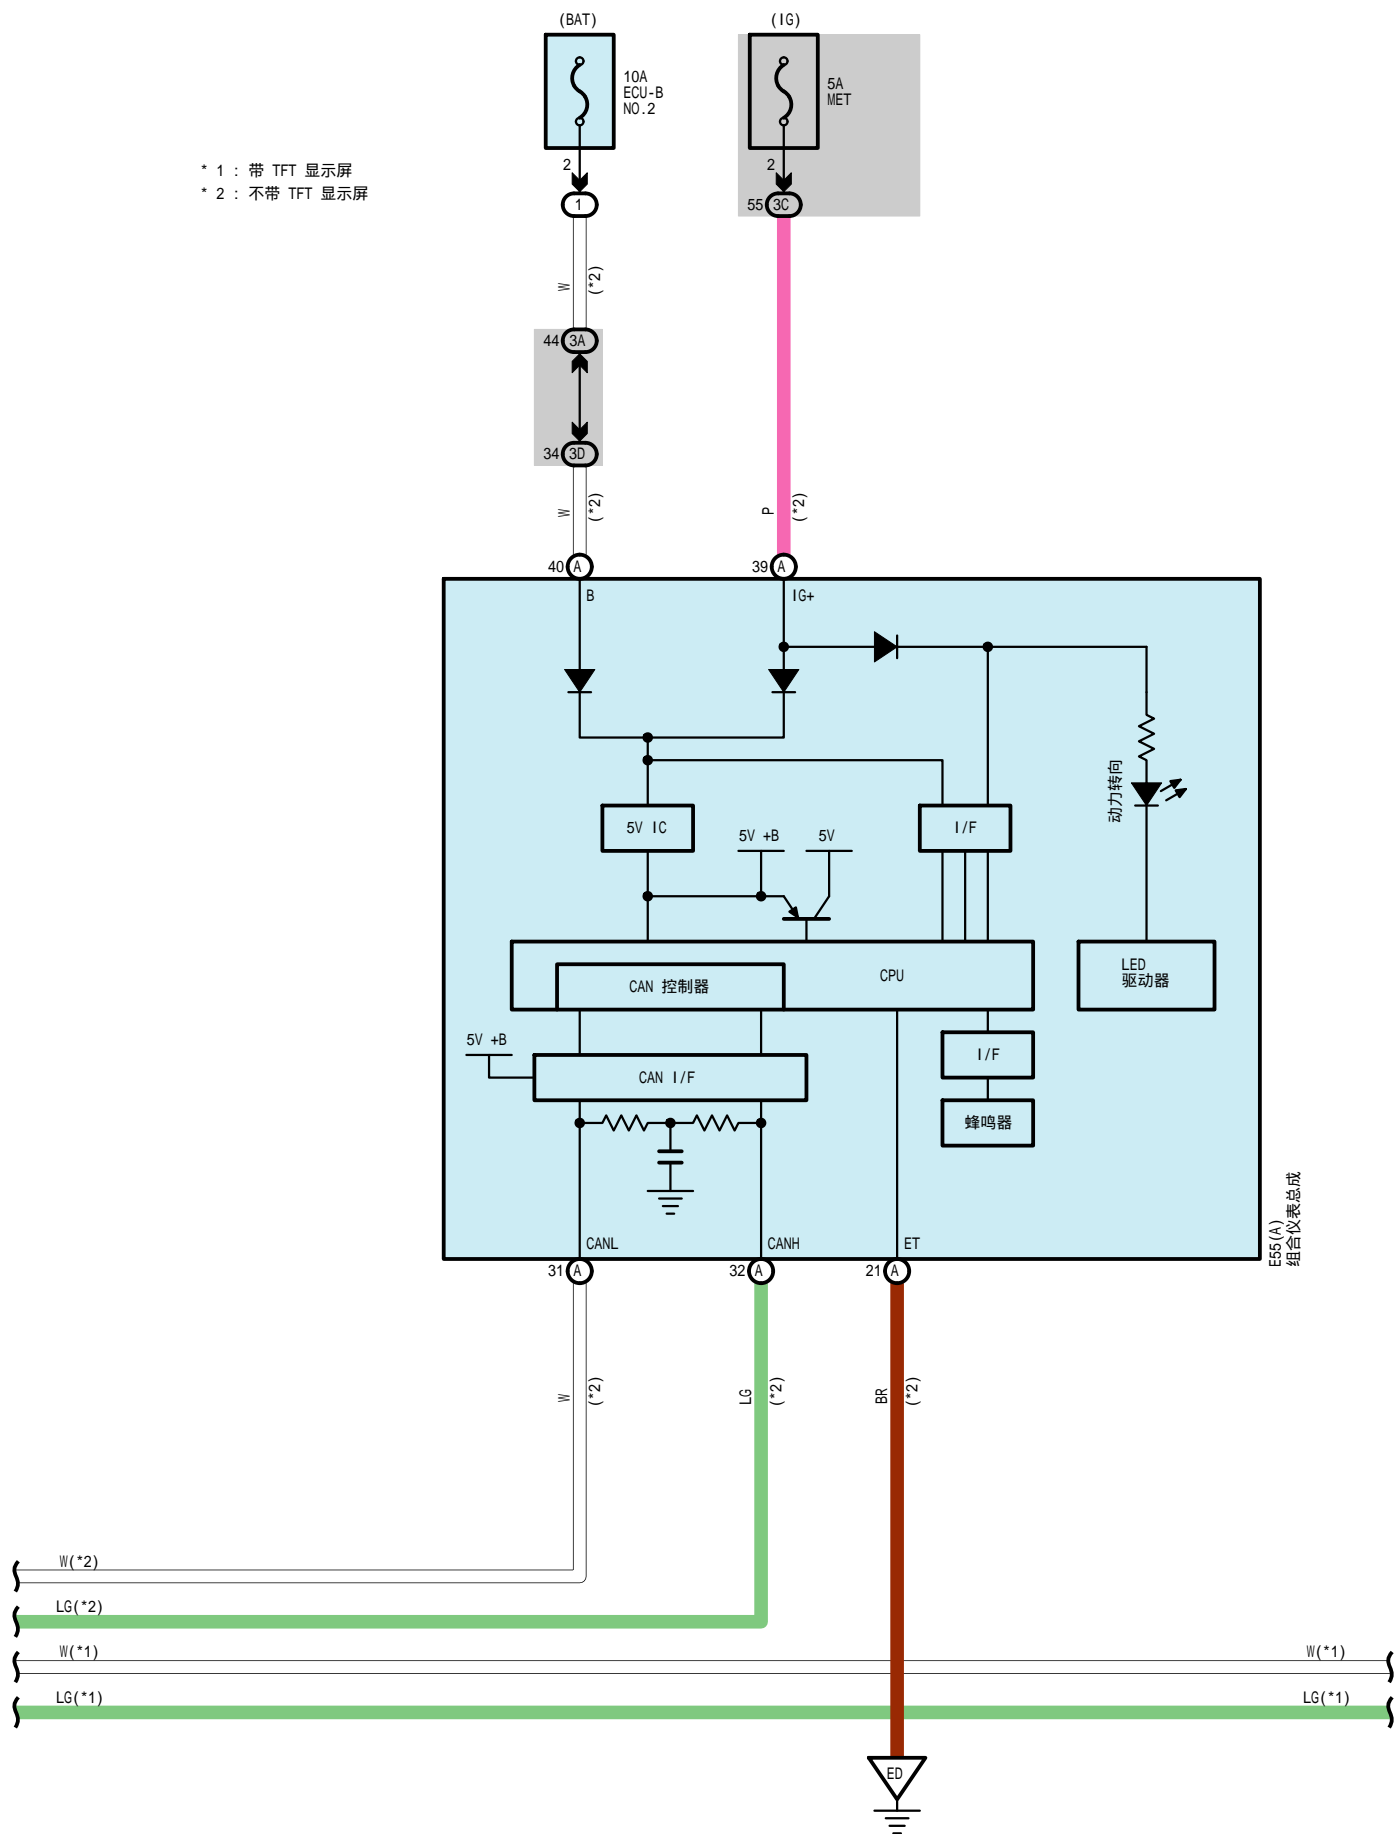 (BAT)
(IG)
10A
ECU-B
NO.2
5A
MET
* 1 : 带 TFT 显示屏
* 2 : 不带 TFT 显示屏
2
2
1
55 3C
W
(*2)
44 3A
34 3D
W
(*2)
P
(*2)
40 A
39 A
B
IG+
动力转向
5V IC
5V +B
5V
I/F
CPU
CAN 控制器
LED
驱动器
5V +B
CAN I/F
I/F
蜂鸣器
E55(A)
组合仪表总成
CANL
CANH
ET
31 A
32 A
21 A
W
(*2)
LG
(*2)
BR
(*2)
W(*2)
LG(*2)
W(*1)
W(*1)
LG(*1)
LG(*1)
ED